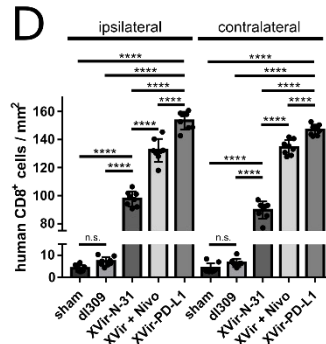 D
ipsilateral contralateral
**** ****
**** ****
**** ****
**** ****
**** ****
**** ****
**** ****
n.s. n.s.
human CD8⁺ cells / mm²
160
140
120
100
80
10
0
sham dl309 XVir-N-31 XVir + Nivo XVir-PD-L1 sham dl309 XVir-N-31 XVir + Nivo XVir-PD-L1